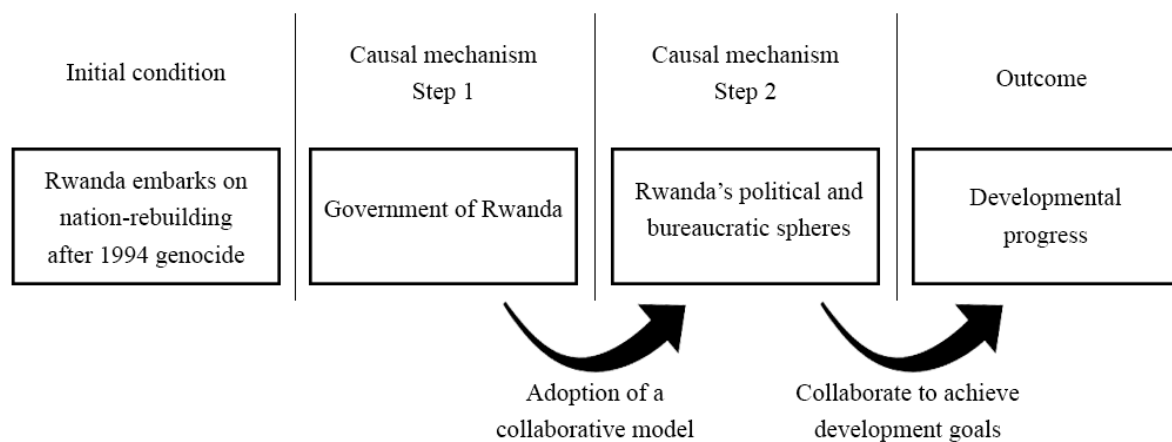 Initial condition
Causal mechanism
Step 1
Causal mechanism
Step 2
Outcome
Rwanda embarks on
nation-rebuilding
after 1994 genocide
Government of Rwanda
Rwanda’s political and
bureaucratic spheres
Developmental
progress
Adoption of a
collaborative model
Collaborate to achieve
development goals